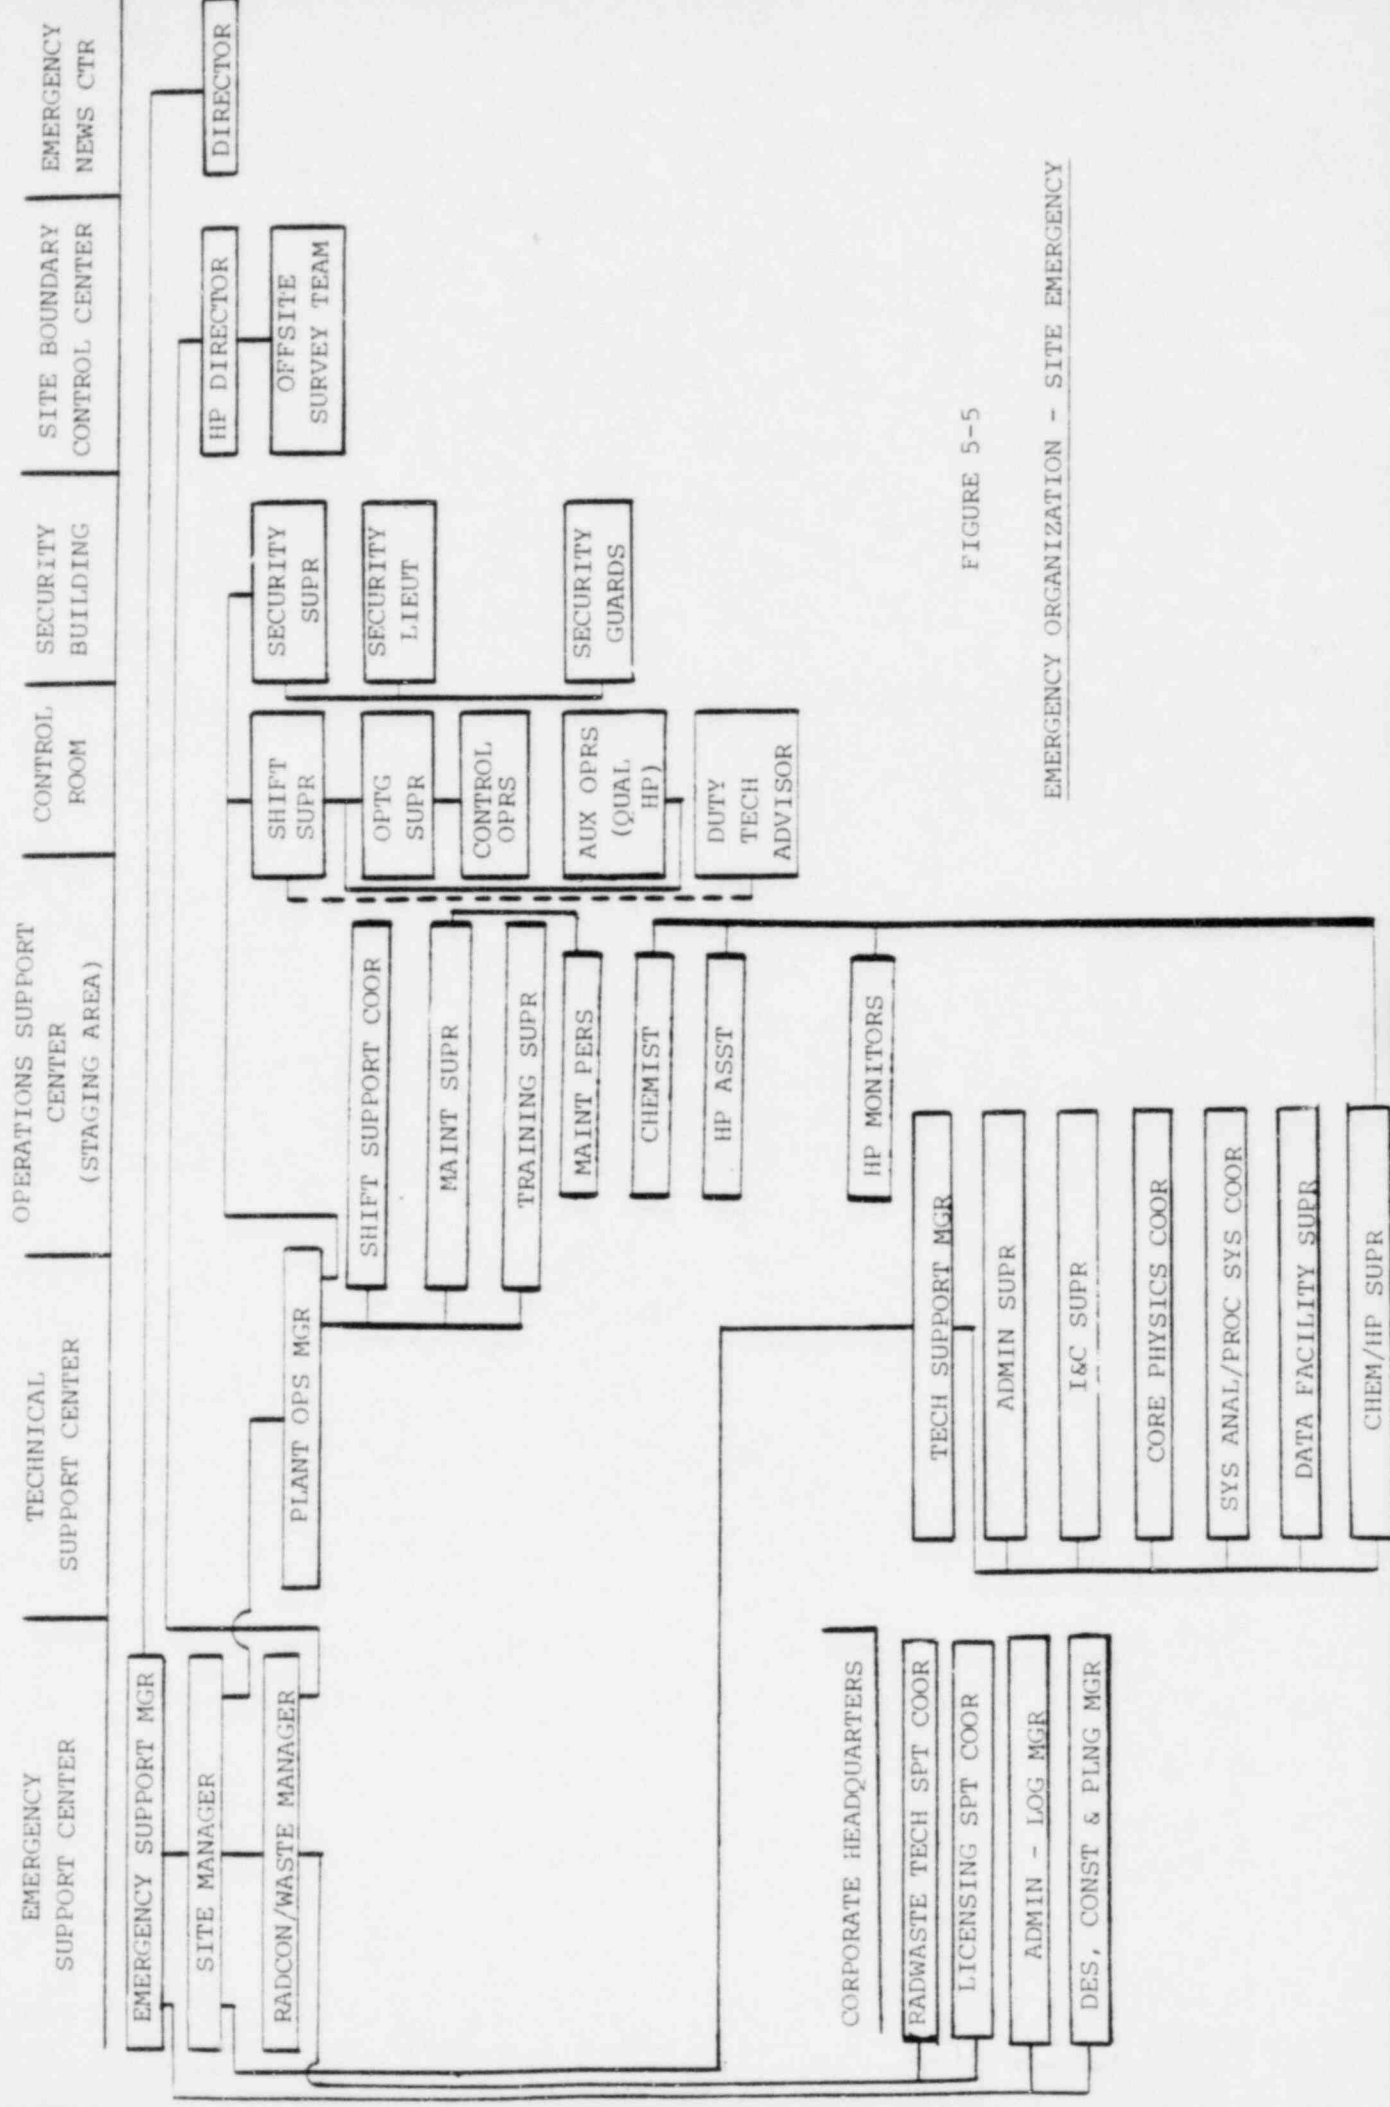 EMERGENCY
SUPPORT CENTER
TECHNICAL
SUPPORT CENTER
OPERATIONS SUPPORT
CENTER
(STAGING AREA)
CONTROL
ROOM
SECURITY
BUILDING
SITE BOUNDARY
CONTROL CENTER
EMERGENCY
NEWS CTR
EMERGENCY SUPPORT MGR
SITE MANAGER
RADCON/WASTE MANAGER
PLANT OPS MGR
SHIFT SUPPORT COOR
MAINT SUPR
TRAINING SUPR
MAINT PERS
CHEMIST
HP ASST
HP MONITORS
SHIFT
SUPR
OPTG
SUPR
CONTROL
OPRS
AUX OPRS
(QUAL
HP)
DUTY
TECH
ADVISOR
SECURITY
SUPR
SECURITY
LIEUT
SECURITY
GUARDS
HP DIRECTOR
OFFSITE
SURVEY TEAM
DIRECTOR
CORPORATE HEADQUARTERS
RADWASTE TECH SPT COOR
LICENSING SPT COOR
ADMIN - LOG MGR
DES, CONST & PLNG MGR
TECH SUPPORT MGR
ADMIN SUPR
I&C SUPR
CORE PHYSICS COOR
SYS ANAL/PROC SYS COOR
DATA FACILITY SUPR
CHEM/HP SUPR
FIGURE 5-5
EMERGENCY ORGANIZATION - SITE EMERGENCY